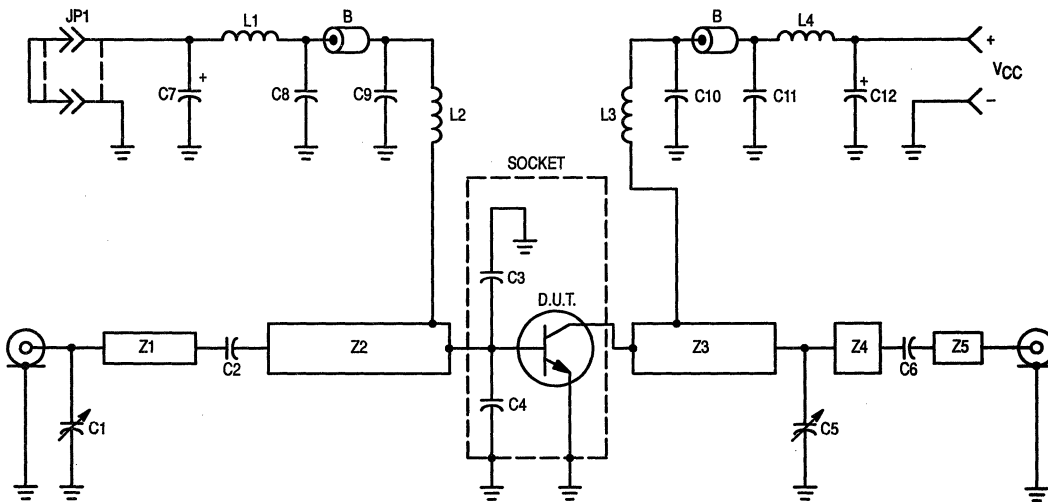 JP1
L1
B
B
L4
+
+
+
VCC
−
C7
C8
C9
L2
L3
C10
C11
C12
SOCKET
C3
D.U.T.
Z1
C2
Z2
Z3
Z4
C6
Z5
C1
C4
C5